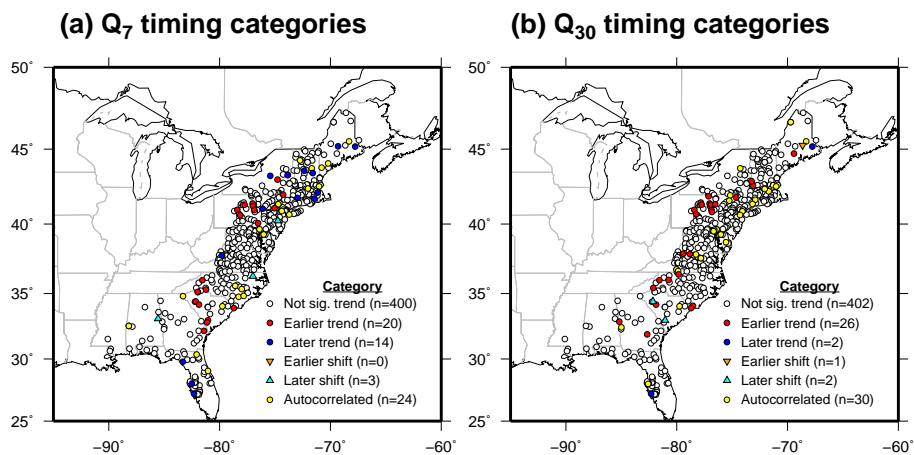 (a) Q7 timing categories
(b) Q30 timing categories
50°
45°
40°
35°
30°
25°
−90°
−80°
−70°
−60°
Category
Not sig. trend (n=400)
Earlier trend (n=20)
Later trend (n=14)
Earlier shift (n=0)
Later shift (n=3)
Autocorrelated (n=24)
50°
45°
40°
35°
30°
25°
−90°
−80°
−70°
−60°
Category
Not sig. trend (n=402)
Earlier trend (n=26)
Later trend (n=2)
Earlier shift (n=1)
Later shift (n=2)
Autocorrelated (n=30)